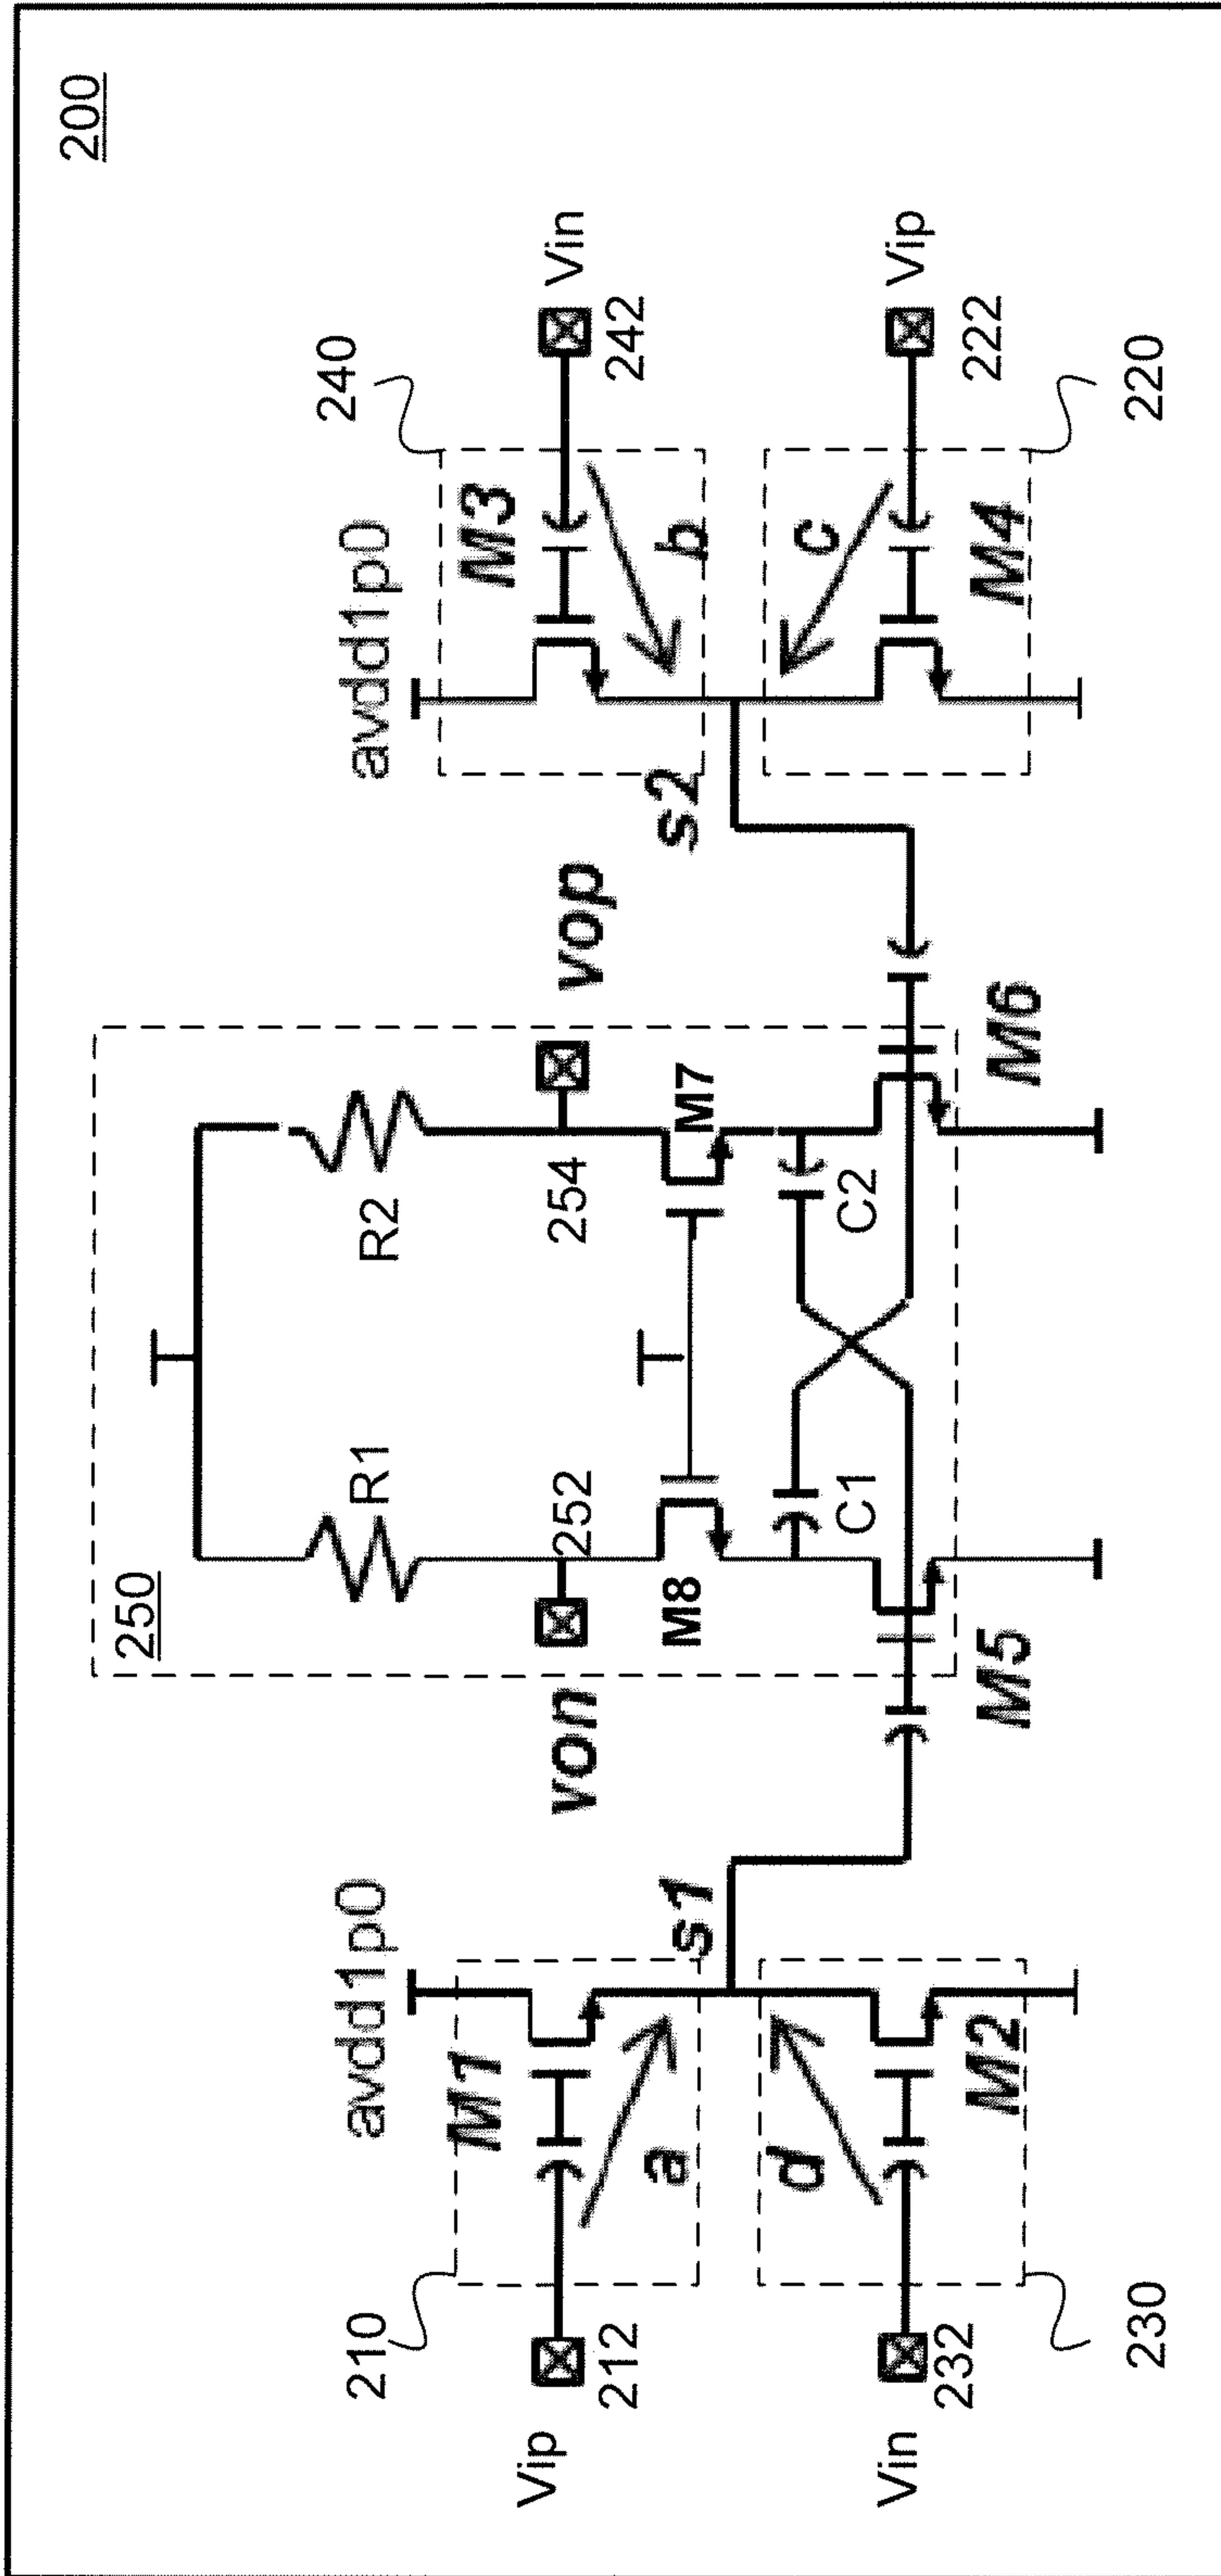 200
250
R1
R2
avdd1p0
avdd1p0
240
210
M1
M3
Vip
212
Vin
242
von
252
254
vop
M8
M7
a
b
s1
s2
C1
C2
d
c
Vin
232
Vip
222
M2
M5
M6
M4
230
220